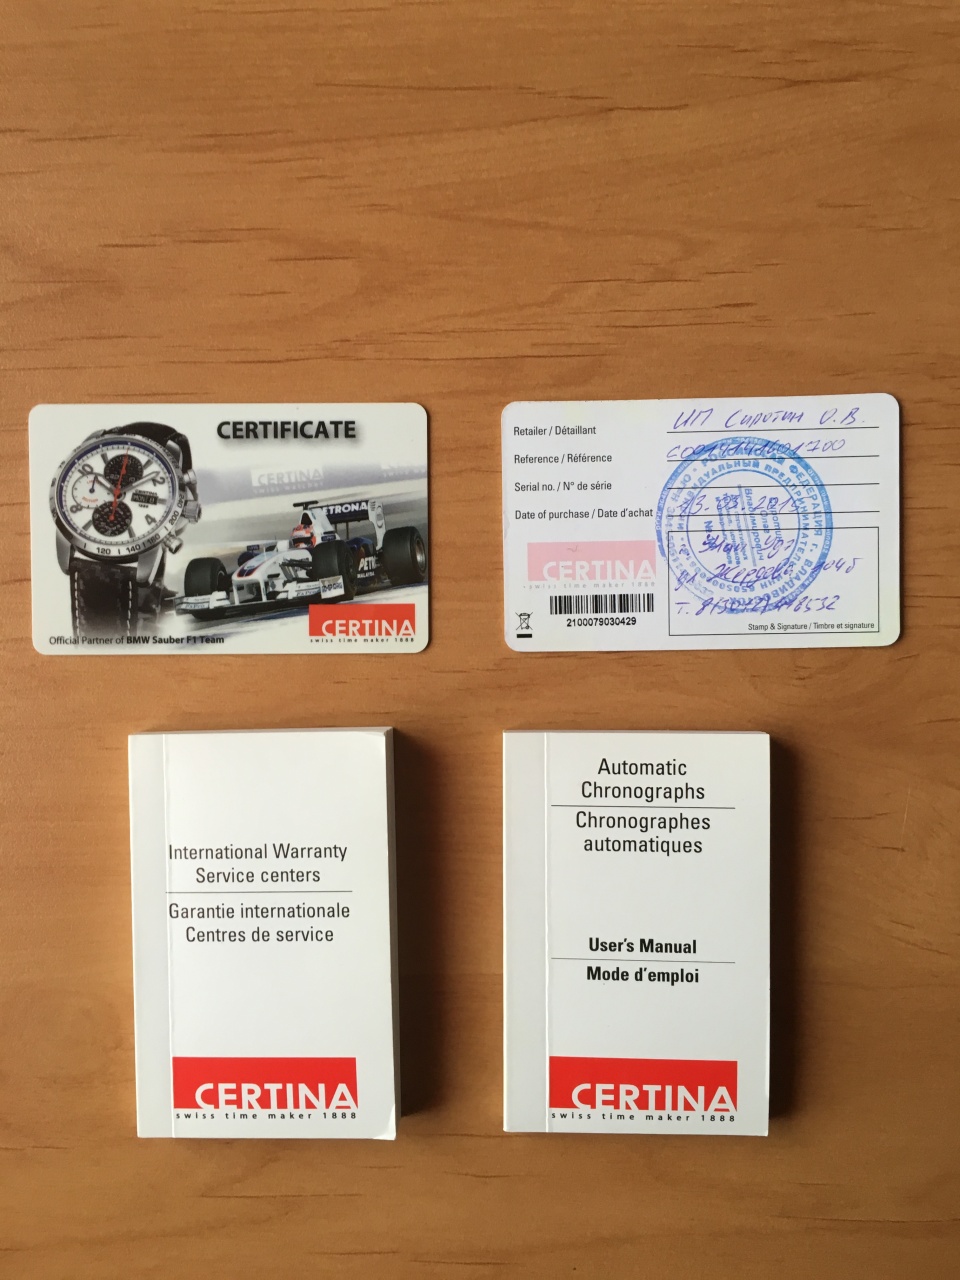 CERTIFICATE
CERTINA
Official Partner of BMW Sauber F1 Team
CERTINA
swiss time maker 1888
PETRONAS
Retailer / Détaillant ИП Сиротин О.В.
Reference / Référence
Serial no. / N° de série
Date of purchase / Date d'achat
CERTINA
swiss time maker 1888
2100079030429
Stamp & Signature / Timbre et signature
International Warranty
Service centers
Garantie internationale
Centres de service
CERTINA
swiss time maker 1888
Automatic
Chronographs
Chronographes
automatiques
User's Manual
Mode d'emploi
CERTINA
swiss time maker 1888